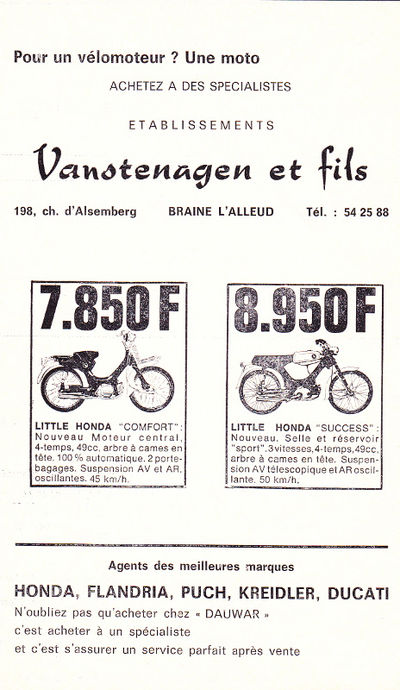 Pour un vélomoteur ? Une moto
ACHETEZ A DES SPECIALISTES
ETABLISSEMENTS
Vanstenagen et fils
198, ch. d'Alsemberg BRAINE L'ALLEUD Tél. : 54 25 88
7.850 F
LITTLE HONDA "COMFORT" :
Nouveau Moteur central,
4-temps, 49cc, arbre à cames en
tête. 100 % automatique. 2 porte-
bagages. Suspension AV et AR,
oscillantes. 45 km/h.
8.950 F
LITTLE HONDA "SUCCESS" :
Nouveau. Selle et réservoir
"sport". 3 vitesses, 4-temps, 49cc,
arbre à cames en tête. Suspen-
sion AV télescopique et AR oscil-
lante. 50 km/h.
Agents des meilleures marques
HONDA, FLANDRIA, PUCH, KREIDLER, DUCATI
N'oubliez pas qu'acheter chez « DAUWAR »
c'est acheter à un spécialiste
et c'est s'assurer un service parfait après vente